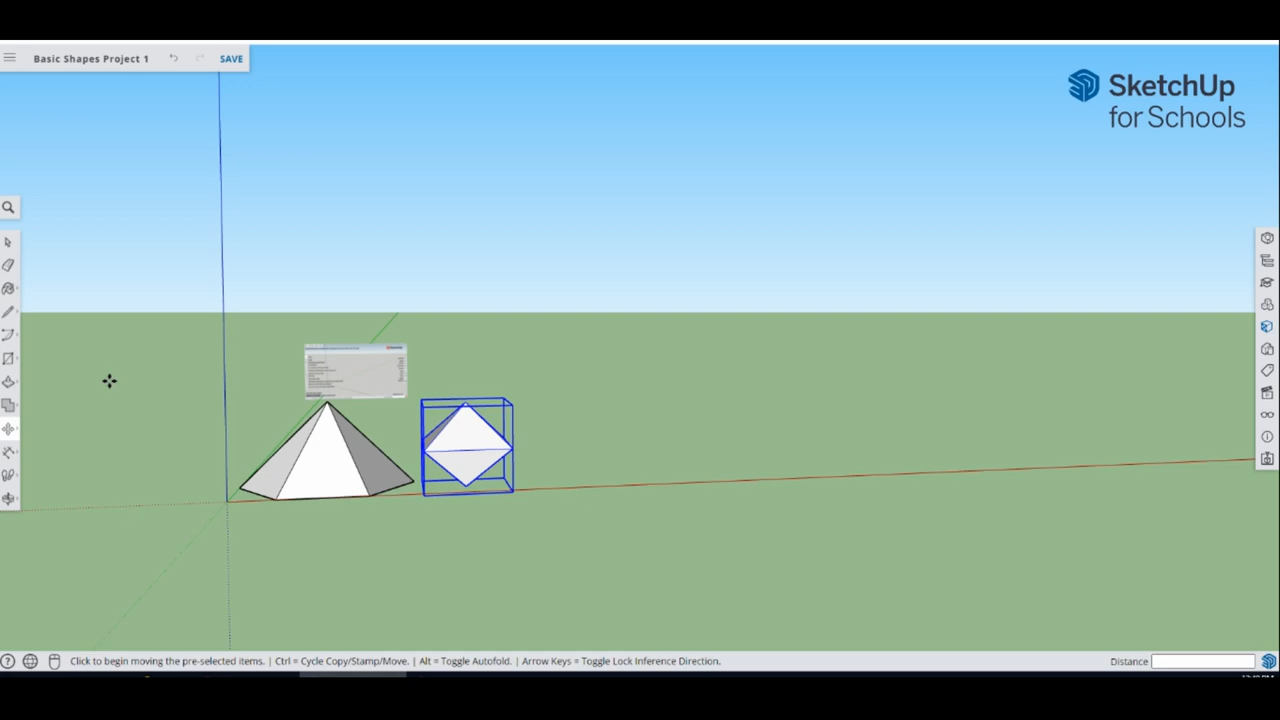 Basic Shapes Project 1 SAVE
SketchUp
for Schools
Click to begin moving the pre-selected items. | Ctrl = Cycle Copy/Stamp/Move. | Alt = Toggle Autofold. | Arrow Keys = Toggle Lock Inference Direction. Distance